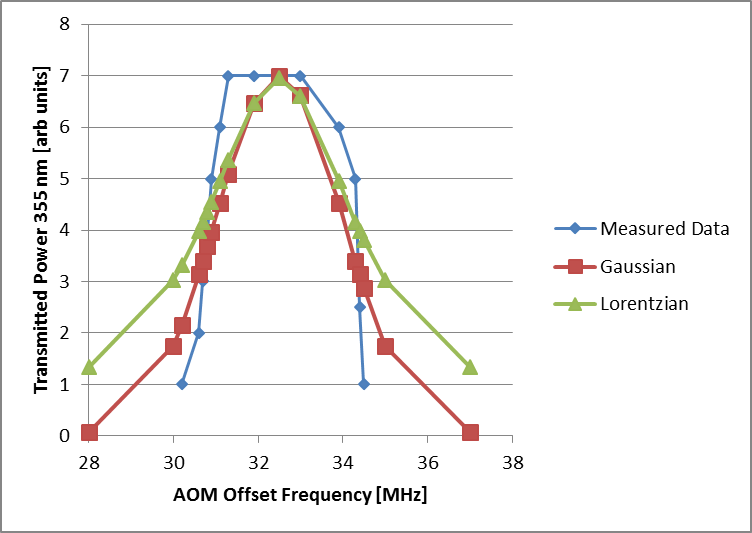 8
7
6
5
4
3
2
1
0
Transmitted Power 355 nm [arb units]
28 30 32 34 36 38
AOM Offset Frequency [MHz]
Measured Data
Gaussian
Lorentzian